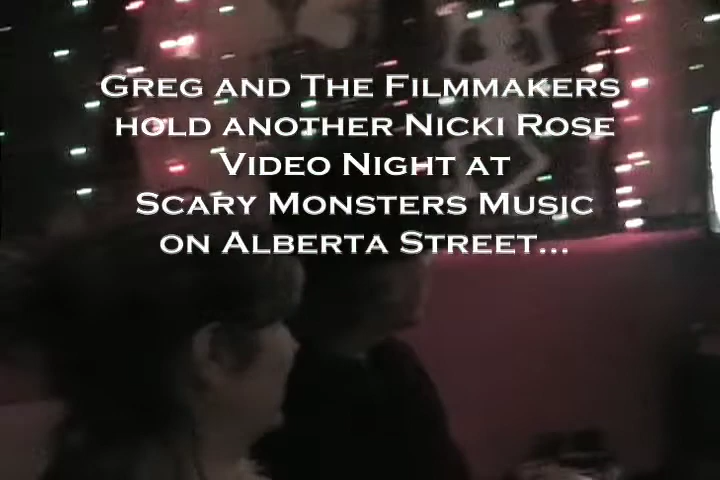 Greg and The Filmmakers
hold another Nicki Rose
Video Night at
Scary Monsters Music
on Alberta Street...